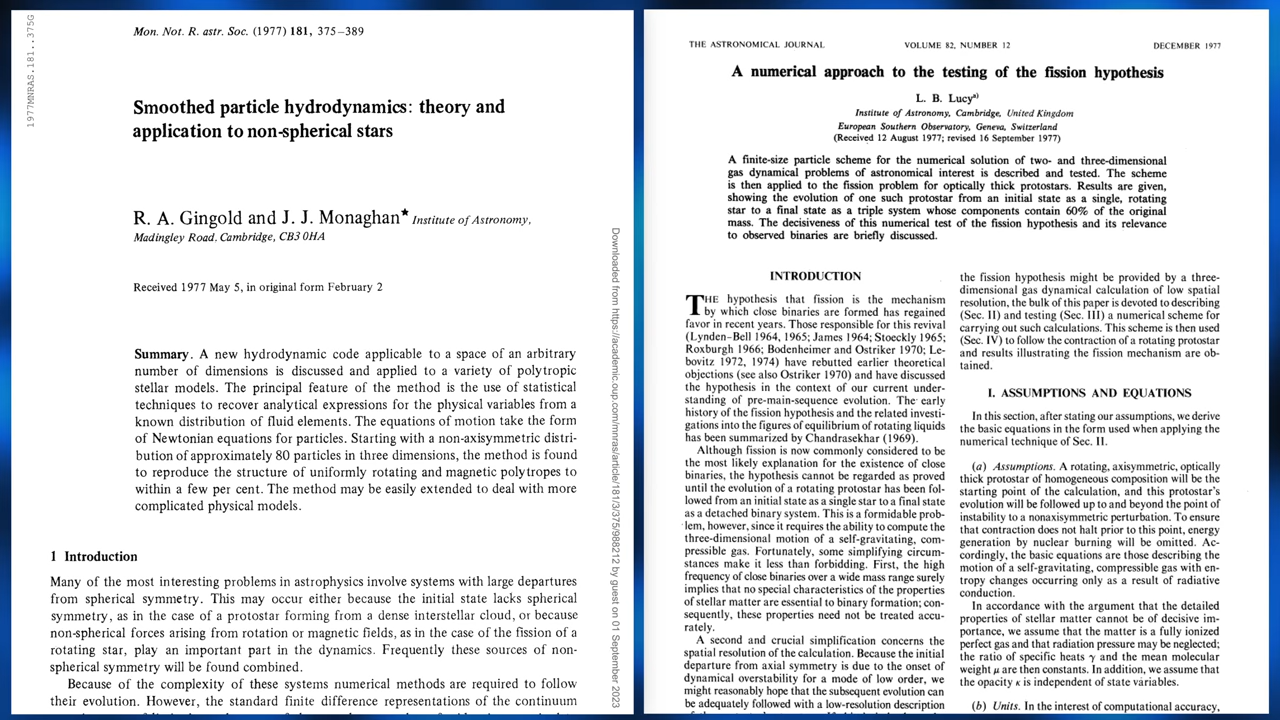 1977MNRAS.181..375G
Mon. Not. R. astr. Soc. (1977) 181, 375–389
Smoothed particle hydrodynamics: theory and
application to non-spherical stars
R. A. Gingold and J. J. Monaghan★ Institute of Astronomy,
Madingley Road, Cambridge, CB3 0HA
Received 1977 May 5, in original form February 2
Summary. A new hydrodynamic code applicable to a space of an arbitrary
number of dimensions is discussed and applied to a variety of polytropic
stellar models. The principal feature of the method is the use of statistical
techniques to recover analytical expressions for the physical variables from a
known distribution of fluid elements. The equations of motion take the form
of Newtonian equations for particles. Starting with a non-axisymmetric distri-
bution of approximately 80 particles in three dimensions, the method is found
to reproduce the structure of uniformly rotating and magnetic polytropes to
within a few per cent. The method may be easily extended to deal with more
complicated physical models.
1 Introduction
Many of the most interesting problems in astrophysics involve systems with large departures
from spherical symmetry. This may occur either because the initial state lacks spherical
symmetry, as in the case of a protostar forming from a dense interstellar cloud, or because
non-spherical forces arising from rotation or magnetic fields, as in the case of the fission of a
rotating star, play an important part in the dynamics. Frequently these sources of non-
spherical symmetry will be found combined.
Because of the complexity of these systems numerical methods are required to follow
their evolution. However, the standard finite difference representations of the continuum
Downloaded from https://academic.oup.com/mnras/article/181/3/375/988212 by guest on 01 September 2023
THE ASTRONOMICAL JOURNAL VOLUME 82, NUMBER 12 DECEMBER 1977
A numerical approach to the testing of the fission hypothesis
L. B. Lucy a)
Institute of Astronomy, Cambridge, United Kingdom
European Southern Observatory, Geneva, Switzerland
(Received 12 August 1977; revised 16 September 1977)
A finite-size particle scheme for the numerical solution of two- and three-dimensional
gas dynamical problems of astronomical interest is described and tested. The scheme
is then applied to the fission problem for optically thick protostars. Results are given,
showing the evolution of one such protostar from an initial state as a single, rotating
star to a final state as a triple system whose components contain 60% of the original
mass. The decisiveness of this numerical test of the fission hypothesis and its relevance
to observed binaries are briefly discussed.
INTRODUCTION
THE hypothesis that fission is the mechanism
by which close binaries are formed has regained
favor in recent years. Those responsible for this revival
(Lynden-Bell 1964, 1965; James 1964; Stoeckly 1965;
Roxburgh 1966; Bodenheimer and Ostriker 1970; Le-
bovitz 1972, 1974) have rebutted earlier theoretical
objections (see also Ostriker 1970) and have discussed
the hypothesis in the context of our current under-
standing of pre-main-sequence evolution. The early
history of the fission hypothesis and the related investi-
gations into the figures of equilibrium of rotating liquids
has been summarized by Chandrasekhar (1969).
Although fission is now commonly considered to be
the most likely explanation for the existence of close
binaries, the hypothesis cannot be regarded as proved
until the evolution of a rotating protostar has been fol-
lowed from an initial state as a single star to a final state
as a detached binary system. This is a formidable prob-
lem, however, since it requires the ability to compute the
three-dimensional motion of a self-gravitating, com-
pressible gas. Fortunately, some simplifying circum-
stances make it less than forbidding. First, the high
frequency of close binaries over a wide mass range surely
implies that no special characteristics of the properties
of stellar matter are essential to binary formation; con-
sequently, these properties need not be treated accu-
rately.
A second and crucial simplification concerns the
spatial resolution of the calculation. Because the initial
departure from axial symmetry is due to the onset of
dynamical overstability for a mode of low order, we
might reasonably hope that the subsequent evolution can
be adequately followed with a low-resolution description
the fission hypothesis might be provided by a three-
dimensional gas dynamical calculation of low spatial
resolution, the bulk of this paper is devoted to describing
(Sec. II) and testing (Sec. III) a numerical scheme for
carrying out such calculations. This scheme is then used
(Sec. IV) to follow the contraction of a rotating protostar
and results illustrating the fission mechanism are ob-
tained.
I. ASSUMPTIONS AND EQUATIONS
In this section, after stating our assumptions, we derive
the basic equations in the form used when applying the
numerical technique of Sec. II.
(a) Assumptions. A rotating, axisymmetric, optically
thick protostar of homogeneous composition will be the
starting point of the calculation, and this protostar's
evolution will be followed up to and beyond the point of
instability to a nonaxisymmetric perturbation. To ensure
that contraction does not halt prior to this point, energy
generation by nuclear burning will be omitted. Ac-
cordingly, the basic equations are those describing the
motion of a self-gravitating, compressible gas with en-
tropy changes occurring only as a result of radiative
conduction.
In accordance with the argument that the detailed
properties of stellar matter cannot be of decisive im-
portance, we assume that the matter is a fully ionized
perfect gas and that radiation pressure may be neglected;
the ratio of specific heats γ and the mean molecular
weight μ are then constants. In addition, we assume that
the opacity κ is independent of state variables.
(b) Units. In the interest of computational accuracy,